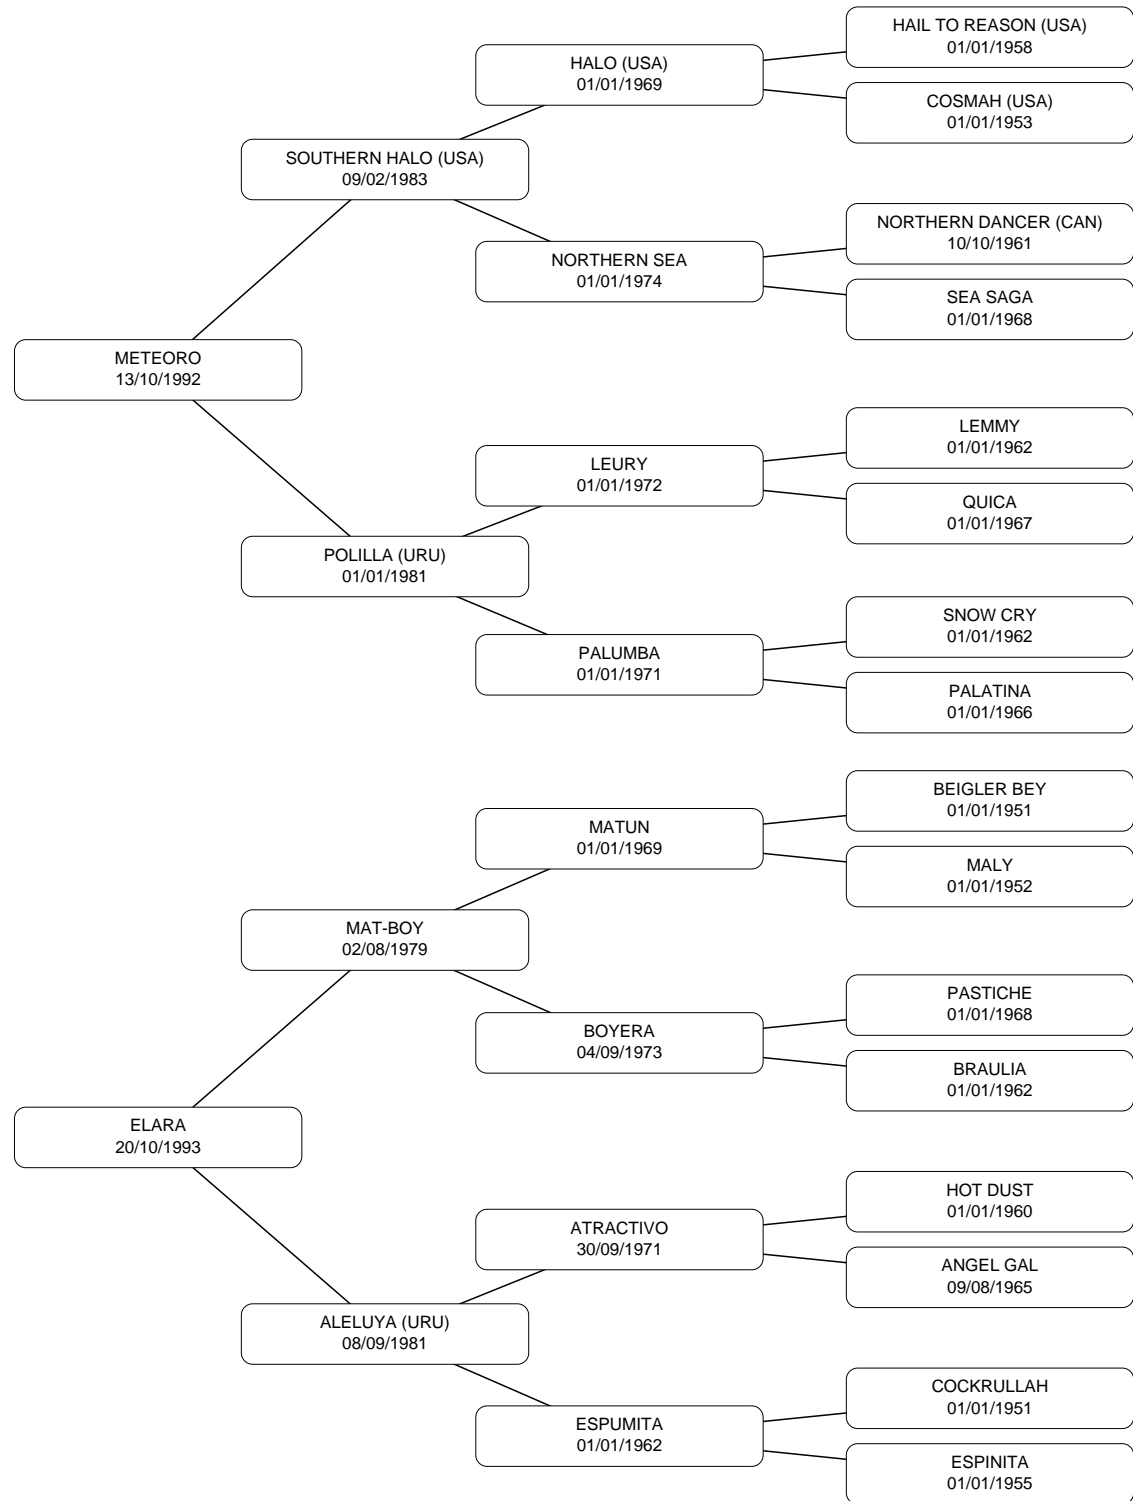 HAIL TO REASON (USA)
01/01/1958
HALO (USA)
01/01/1969
COSMAH (USA)
01/01/1953
SOUTHERN HALO (USA)
09/02/1983
NORTHERN DANCER (CAN)
10/10/1961
NORTHERN SEA
01/01/1974
SEA SAGA
01/01/1968
METEORO
13/10/1992
LEMMY
01/01/1962
LEURY
01/01/1972
QUICA
01/01/1967
POLILLA (URU)
01/01/1981
SNOW CRY
01/01/1962
PALUMBA
01/01/1971
PALATINA
01/01/1966
BEIGLER BEY
01/01/1951
MATUN
01/01/1969
MALY
01/01/1952
MAT-BOY
02/08/1979
PASTICHE
01/01/1968
BOYERA
04/09/1973
BRAULIA
01/01/1962
ELARA
20/10/1993
HOT DUST
01/01/1960
ATRACTIVO
30/09/1971
ANGEL GAL
09/08/1965
ALELUYA (URU)
08/09/1981
COCKRULLAH
01/01/1951
ESPUMITA
01/01/1962
ESPINITA
01/01/1955